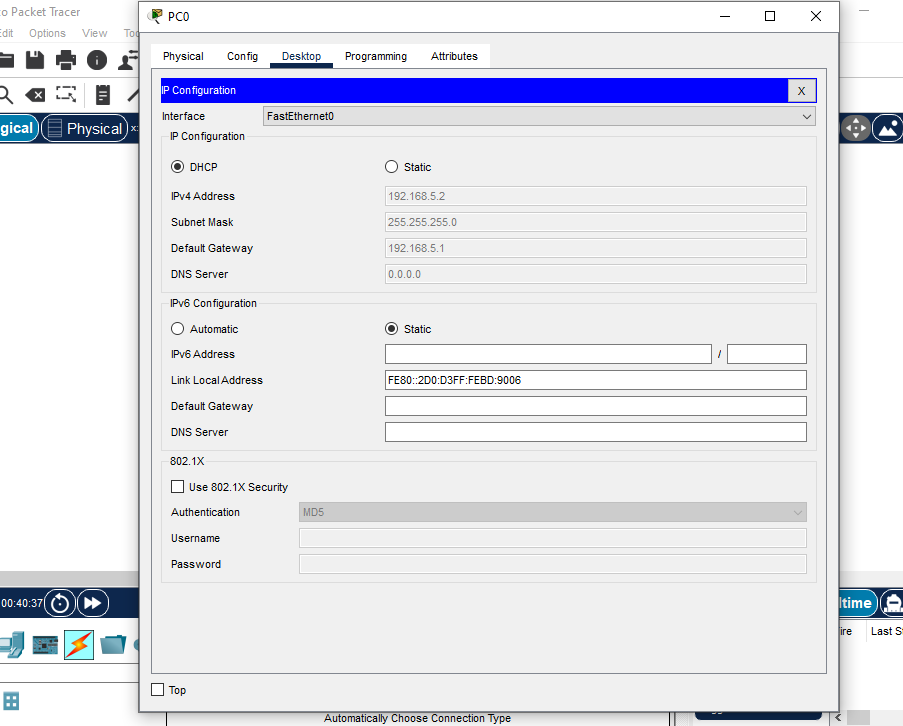 o Packet Tracer
PC0
Edit Options View Too
Physical Config Desktop Programming Attributes
IP Configuration
X
Interface FastEthernet0
gical Physical x:
IP Configuration
DHCP Static
IPv4 Address 192.168.5.2
Subnet Mask 255.255.255.0
Default Gateway 192.168.5.1
DNS Server 0.0.0.0
IPv6 Configuration
Automatic Static
IPv6 Address /
Link Local Address FE80::2D0:D3FF:FEBD:9006
Default Gateway
DNS Server
802.1X
Use 802.1X Security
Authentication MD5
Username
Password
00:40:37
ltime
ire Last St
Top
Automatically Choose Connection Type